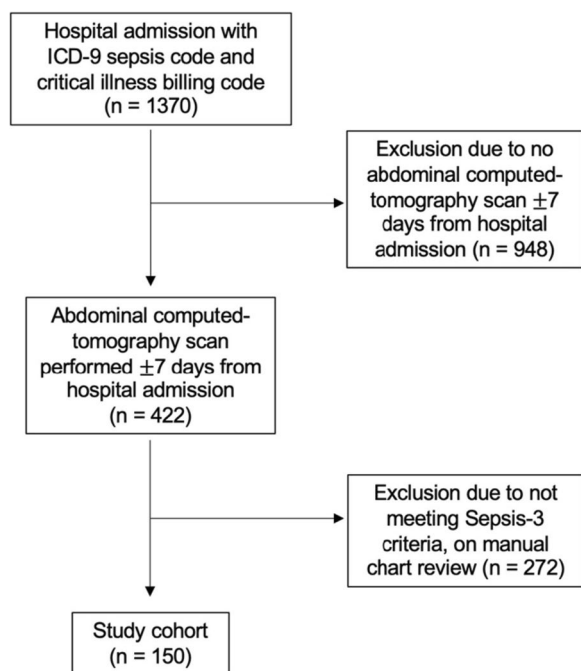 Hospital admission with
ICD-9 sepsis code and
critical illness billing code
(n = 1370)
Exclusion due to no
abdominal computed-
tomography scan ±7
days from hospital
admission (n = 948)
Abdominal computed-
tomography scan
performed ±7 days from
hospital admission
(n = 422)
Exclusion due to not
meeting Sepsis-3
criteria, on manual
chart review (n = 272)
Study cohort
(n = 150)